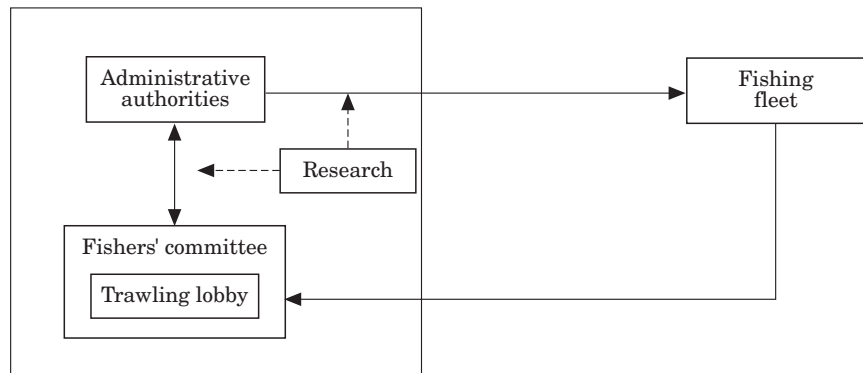 Administrative
authorities
Fishing
fleet
Research
Fishers' committee
Trawling lobby